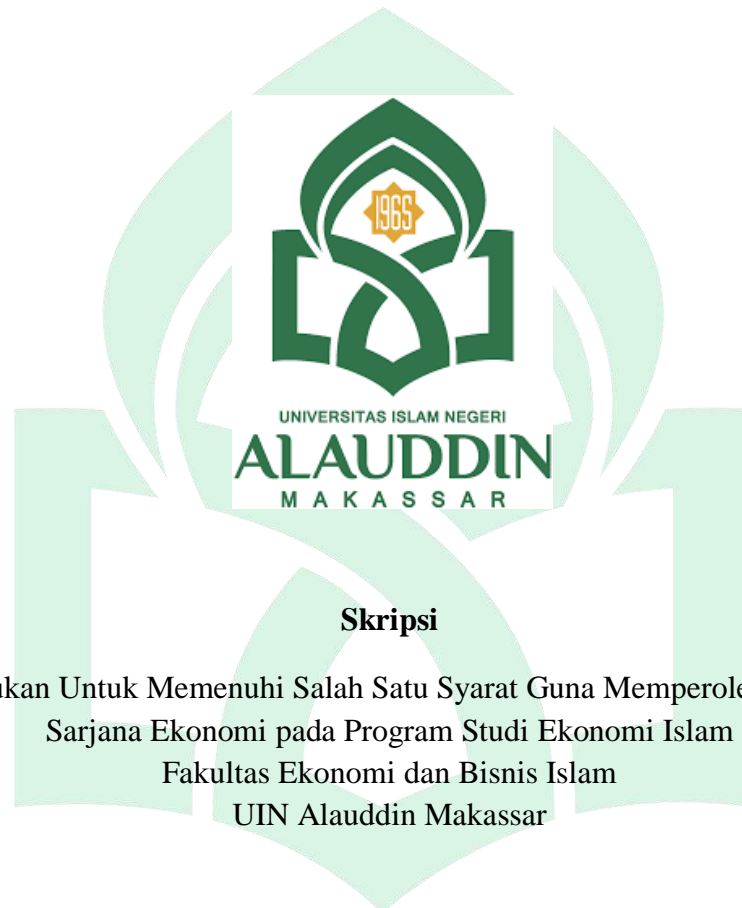 1965
UNIVERSITAS ISLAM NEGERI
ALAUDDIN
MAKASSAR
Skripsi
ukan Untuk Memenuhi Salah Satu Syarat Guna Memperole
Sarjana Ekonomi pada Program Studi Ekonomi Islam
Fakultas Ekonomi dan Bisnis Islam
UIN Alauddin Makassar